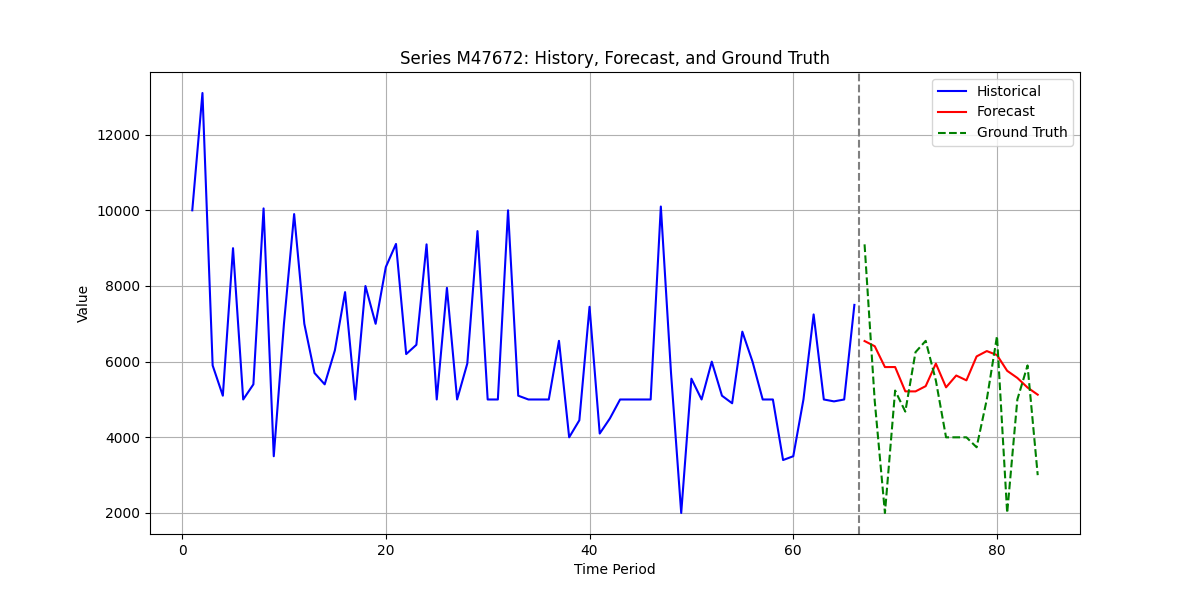 Series M47672: History, Forecast, and Ground Truth
Historical
Forecast
Ground Truth
12000
10000
8000
6000
4000
2000
Value
0 20 40 60 80
Time Period